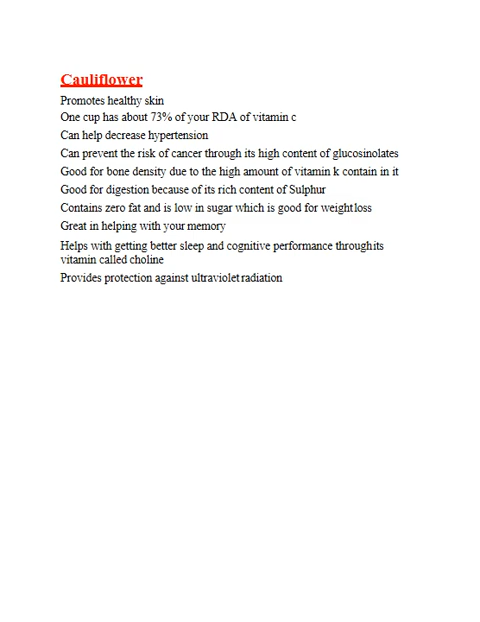 Cauliflower
Promotes healthy skin
One cup has about 73% of your RDA of vitamin c
Can help decrease hypertension
Can prevent the risk of cancer through its high content of glucosinolates
Good for bone density due to the high amount of vitamin k contain in it
Good for digestion because of its rich content of Sulphur
Contains zero fat and is low in sugar which is good for weightloss
Great in helping with your memory
Helps with getting better sleep and cognitive performance throughits
vitamin called choline
Provides protection against ultraviolet radiation